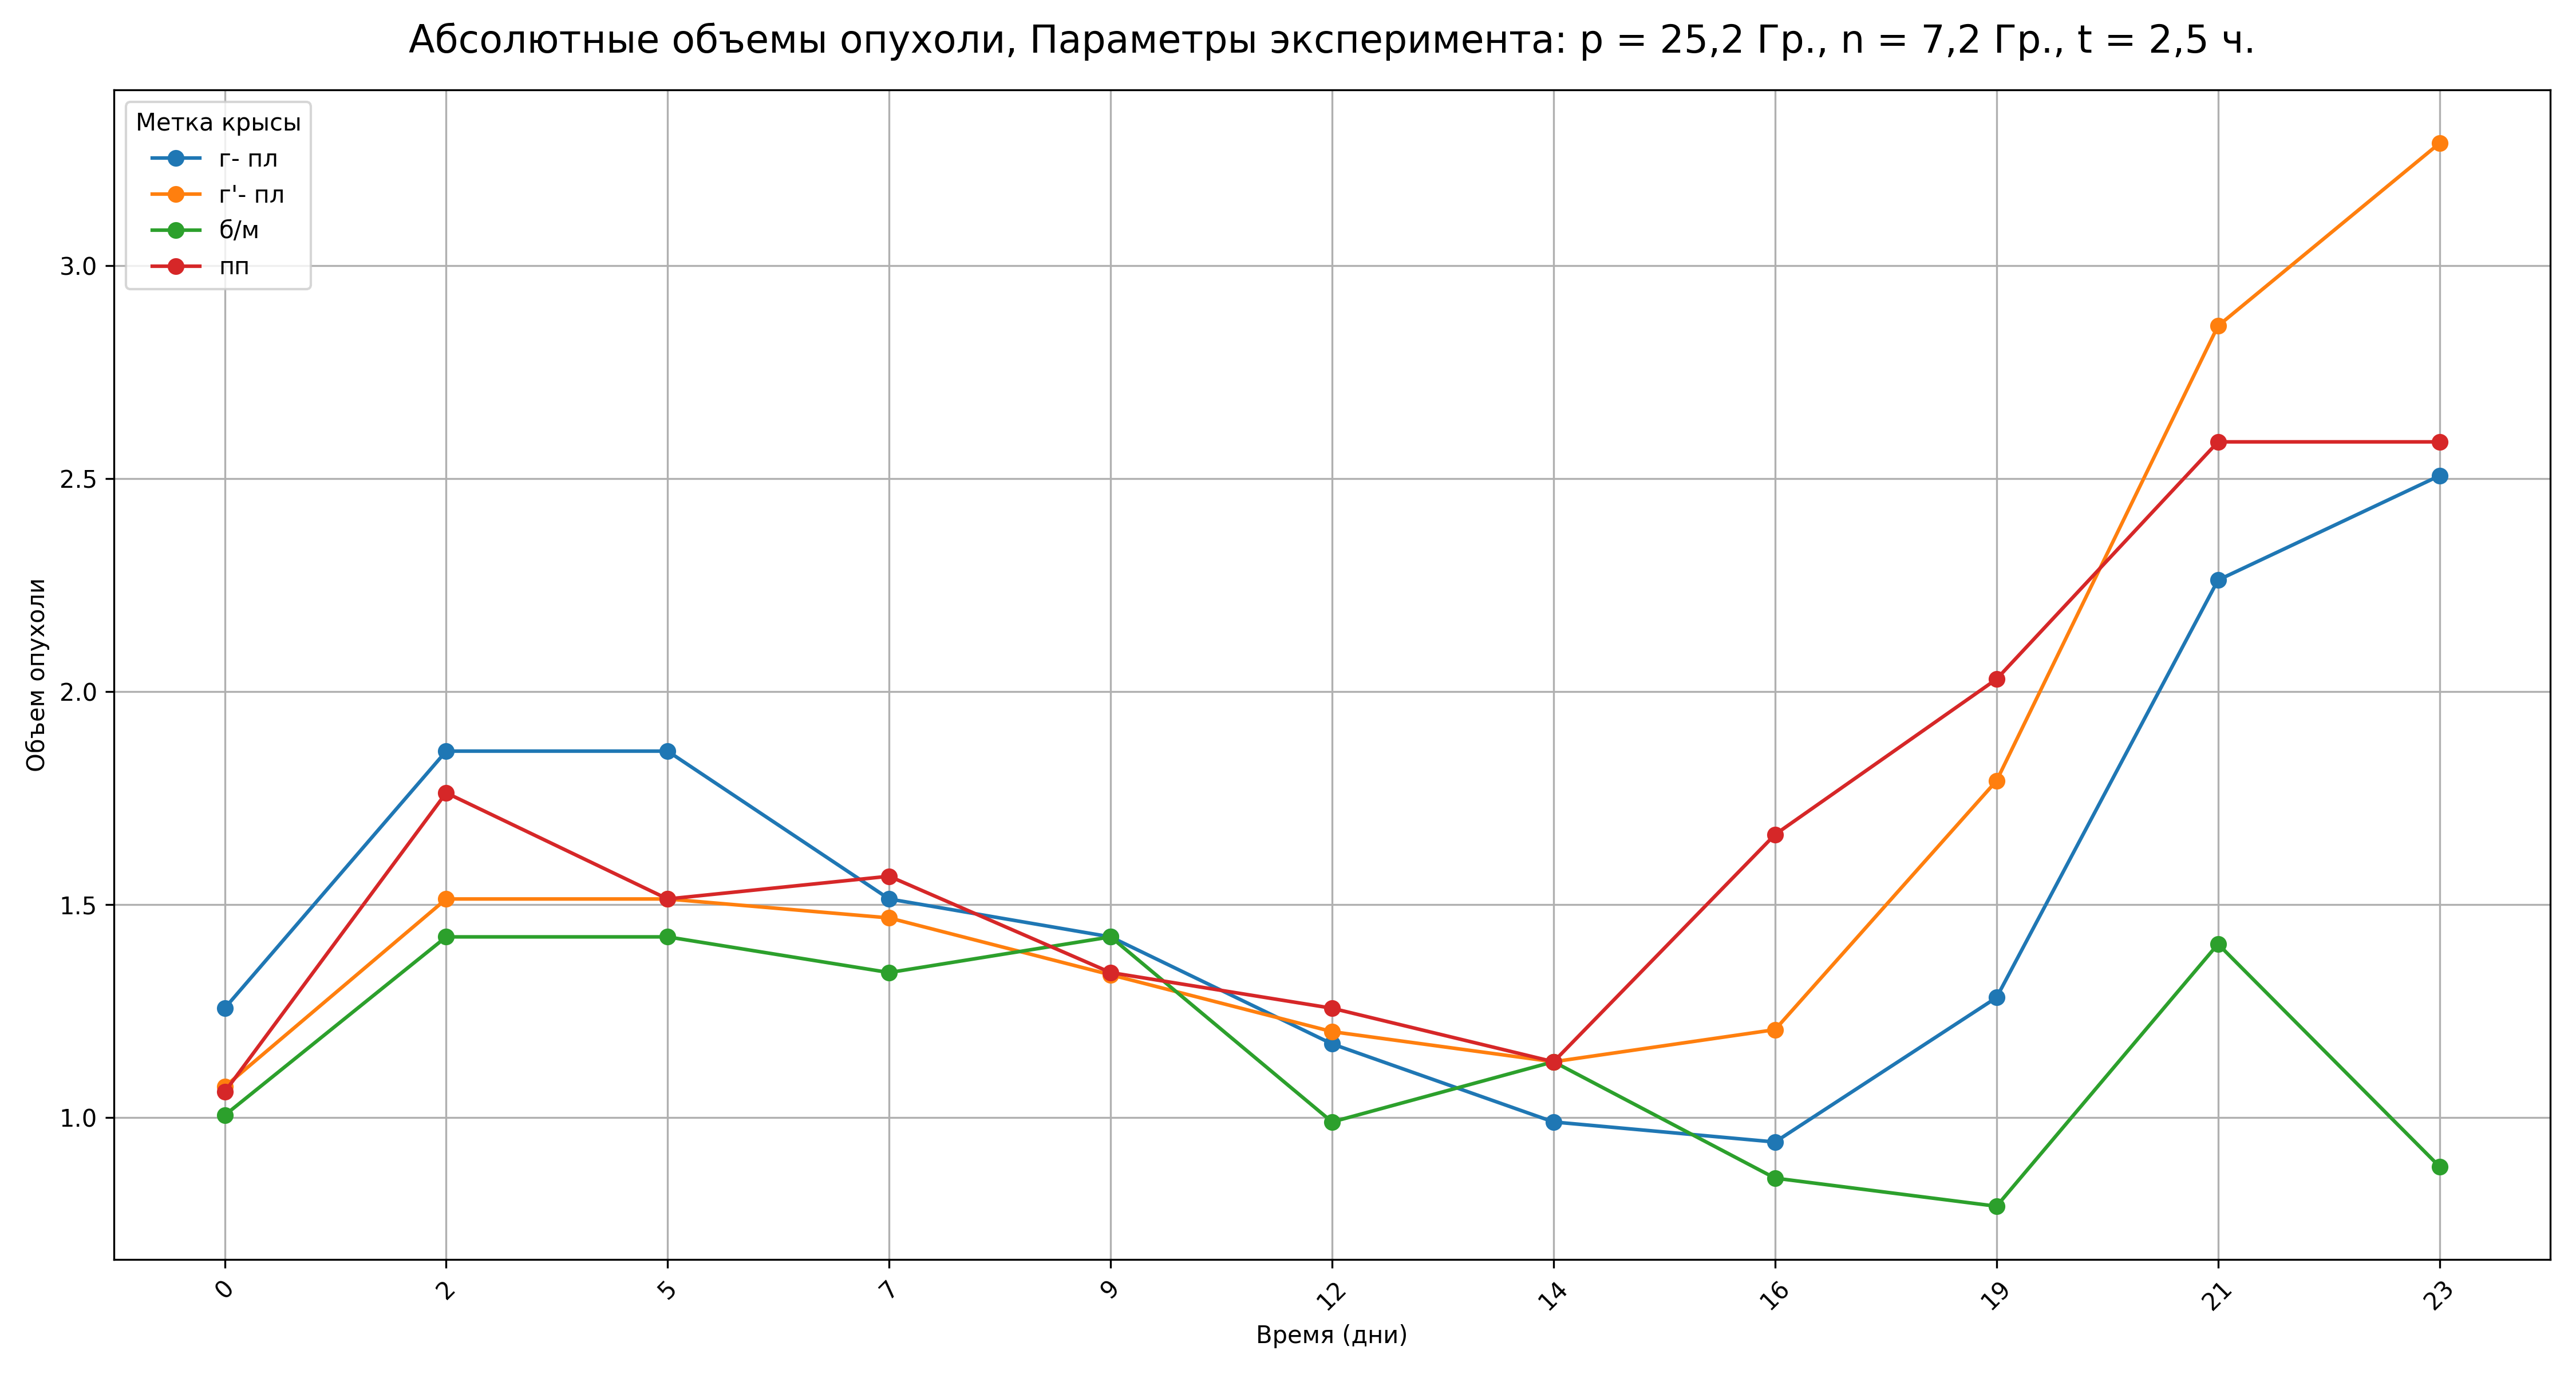 Абсолютные объемы опухоли, Параметры эксперимента: p = 25,2 Гр., n = 7,2 Гр., t = 2,5 ч.
Метка крысы
г- пл
г'- пл
б/м
пп
3.0
2.5
2.0
1.5
1.0
Объем опухоли
0 2 5 7 9 12 14 16 19 21 23
Время (дни)